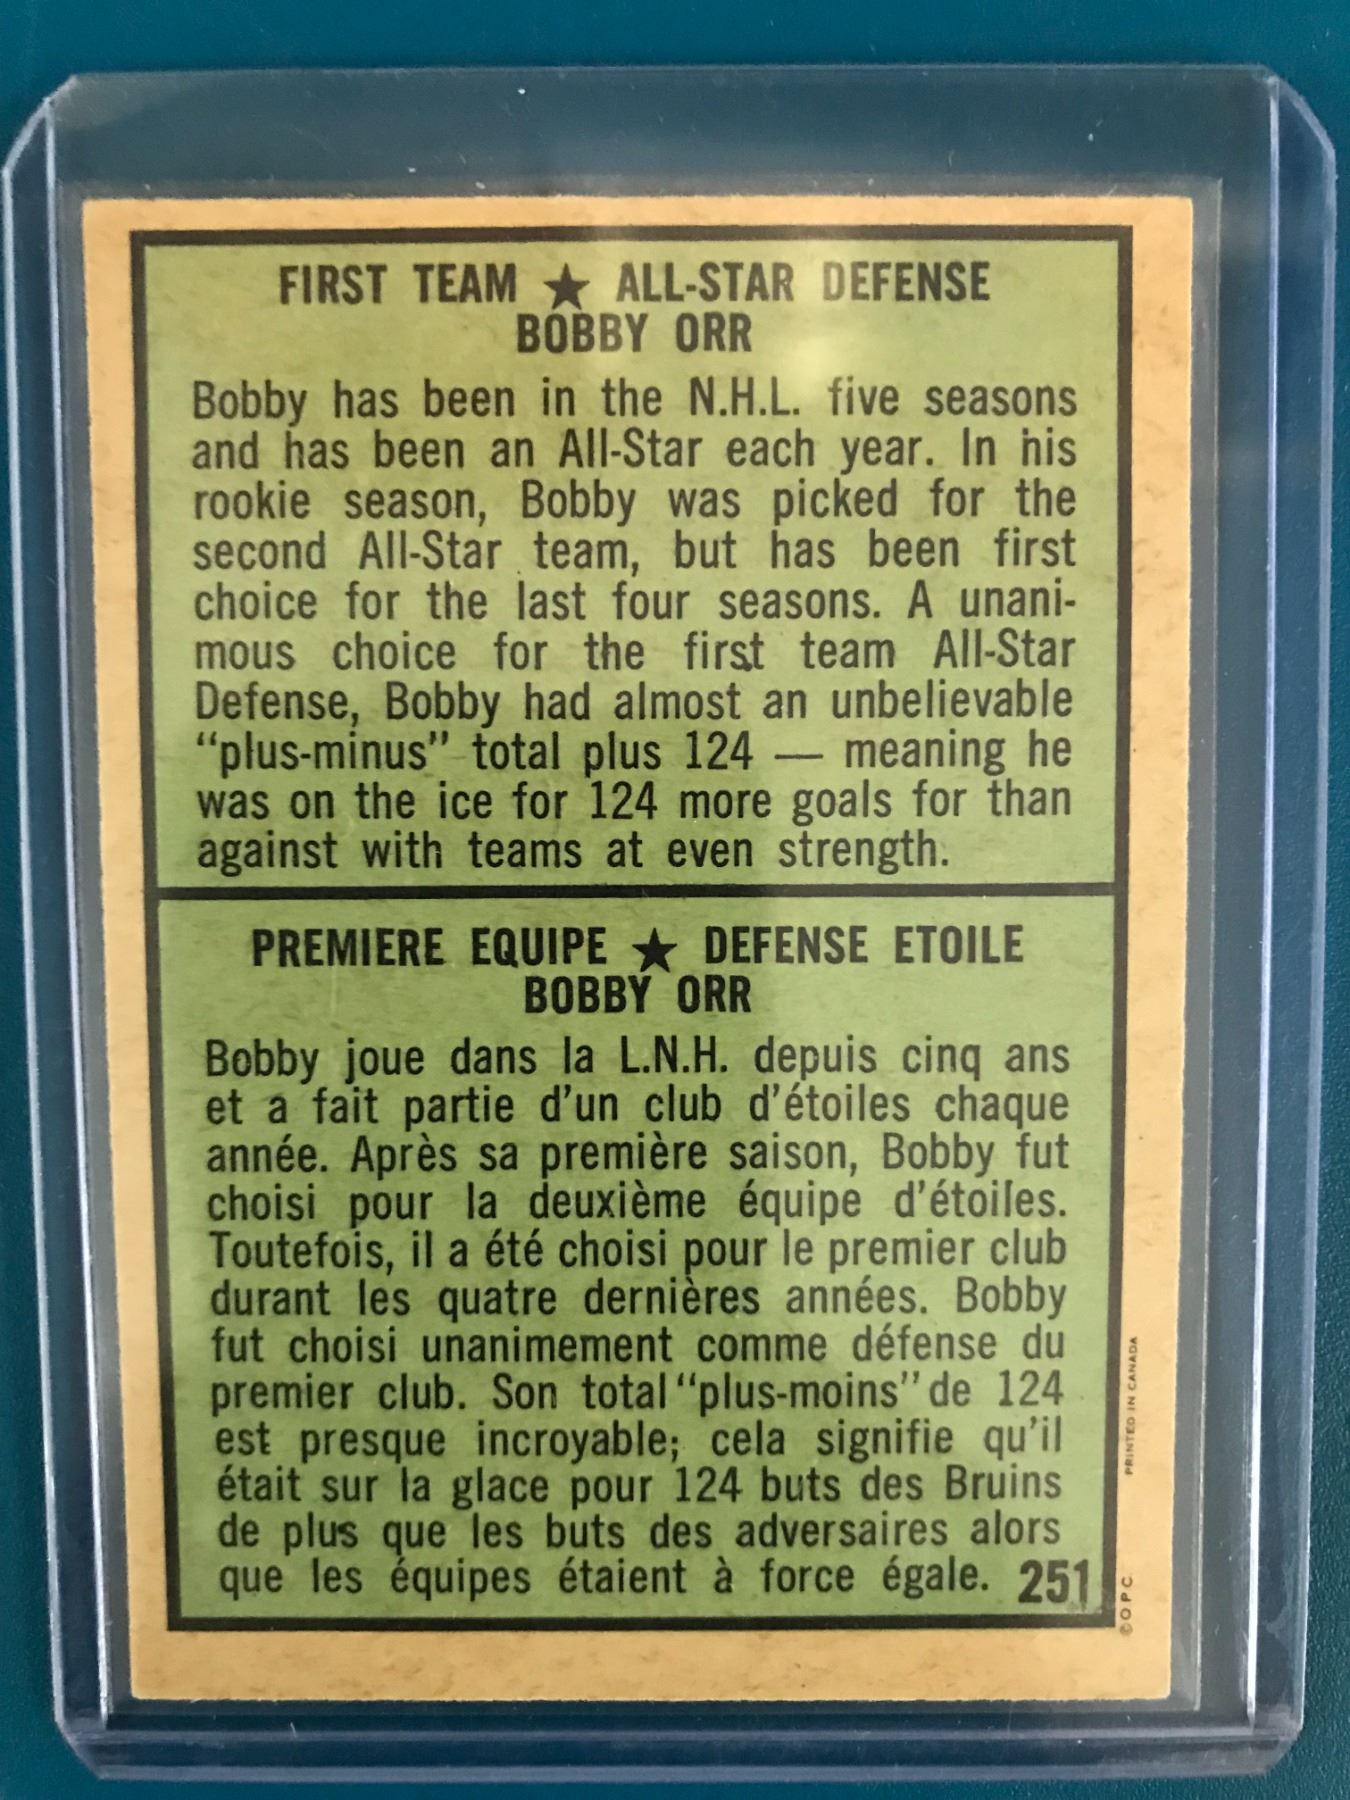 FIRST TEAM ★ ALL-STAR DEFENSE
BOBBY ORR
Bobby has been in the N.H.L. five seasons
and has been an All-Star each year. In his
rookie season, Bobby was picked for the
second All-Star team, but has been first
choice for the last four seasons. A unani-
mous choice for the first team All-Star
Defense, Bobby had almost an unbelievable
“plus-minus” total plus 124 — meaning he
was on the ice for 124 more goals for than
against with teams at even strength.
PREMIERE EQUIPE ★ DEFENSE ETOILE
BOBBY ORR
Bobby joue dans la L.N.H. depuis cinq ans
et a fait partie d'un club d'étoiles chaque
année. Après sa première saison, Bobby fut
choisi pour la deuxième équipe d'étoiles.
Toutefois, il a été choisi pour le premier club
durant les quatre dernières années. Bobby
fut choisi unanimement comme défense du
premier club. Son total “plus-moins” de 124
est presque incroyable; cela signifie qu'il
était sur la glace pour 124 buts des Bruins
de plus que les buts des adversaires alors
que les équipes étaient à force égale. 251
©O.P.C. PRINTED IN CANADA